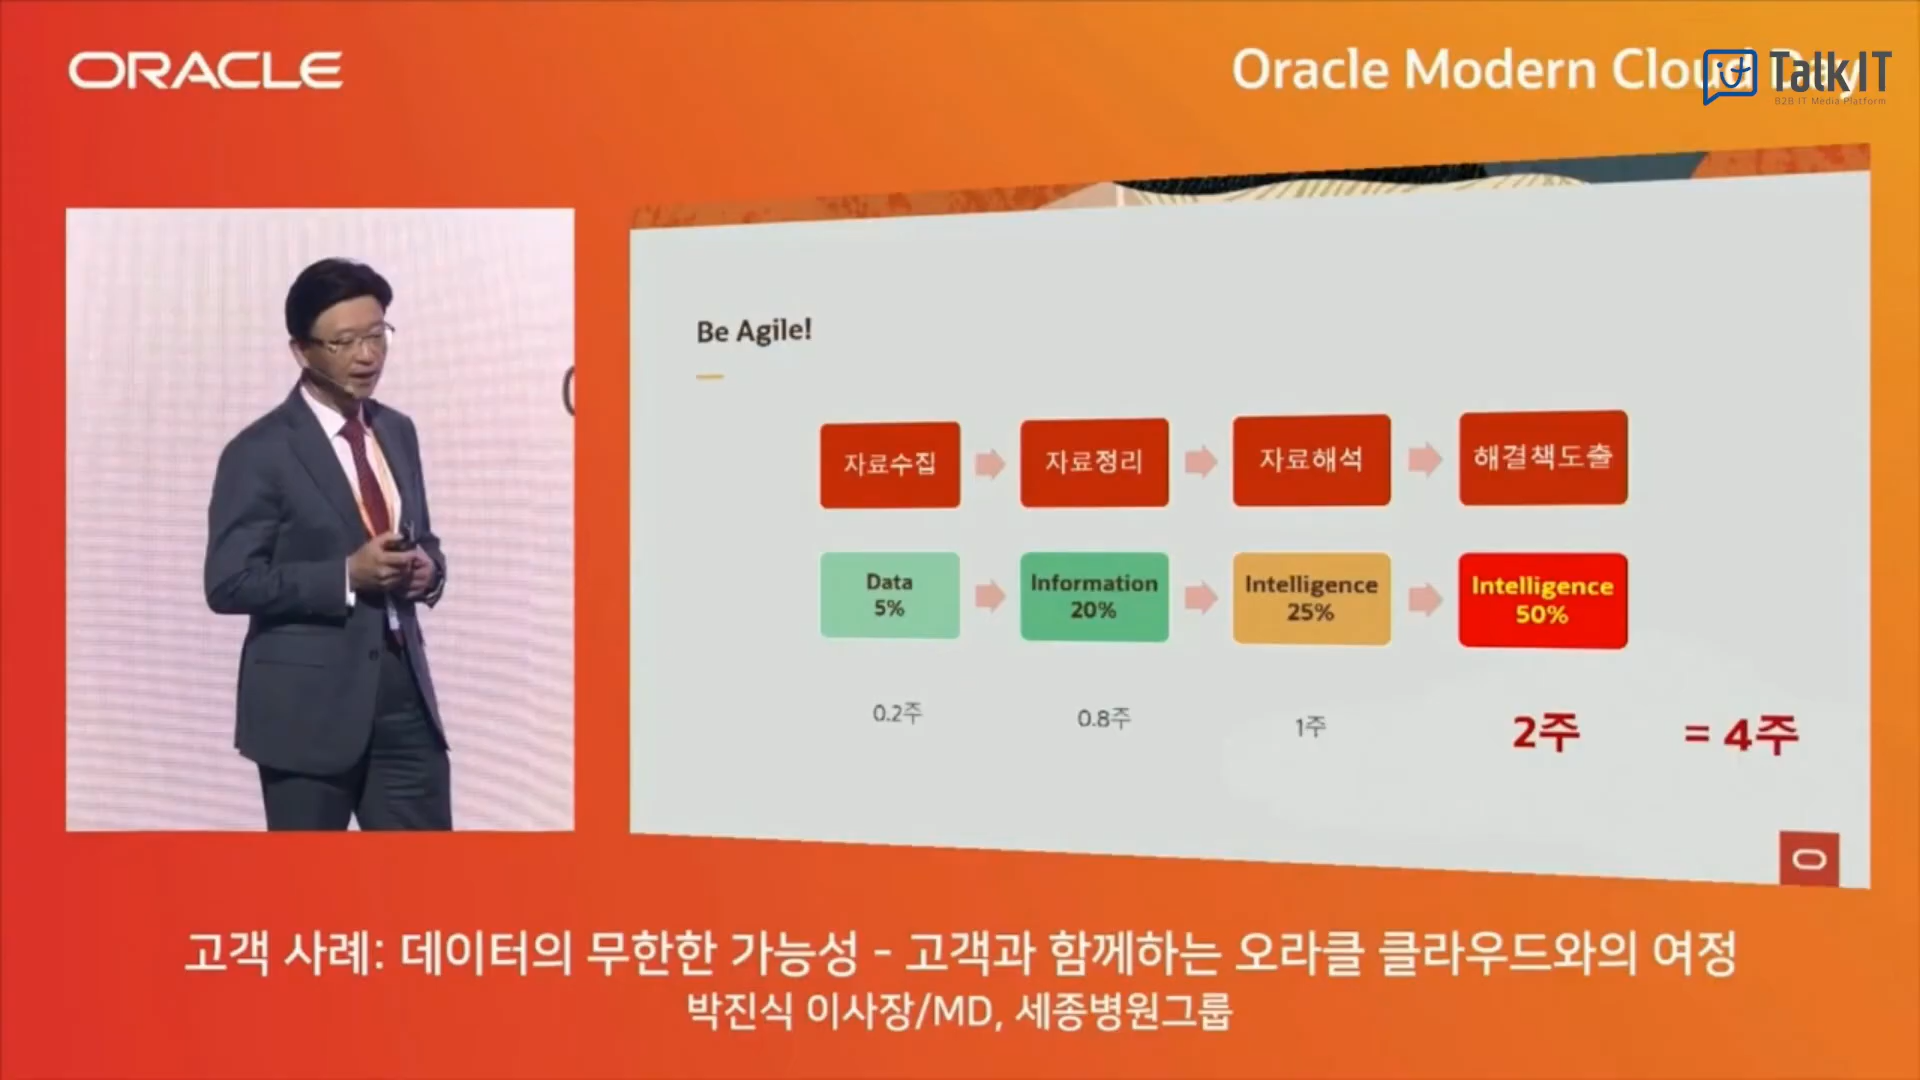 ORACLE
Oracle Modern Cloud Day
TalkIT
B2B IT Media Platform
Be Agile!
자료수집
자료정리
자료해석
해결책도출
Data
5%
Information
20%
Intelligence
25%
Intelligence
50%
0.2주
0.8주
1주
2주
= 4주
고객 사례: 데이터의 무한한 가능성 - 고객과 함께하는 오라클 클라우드와의 여정
박진식 이사장/MD, 세종병원그룹